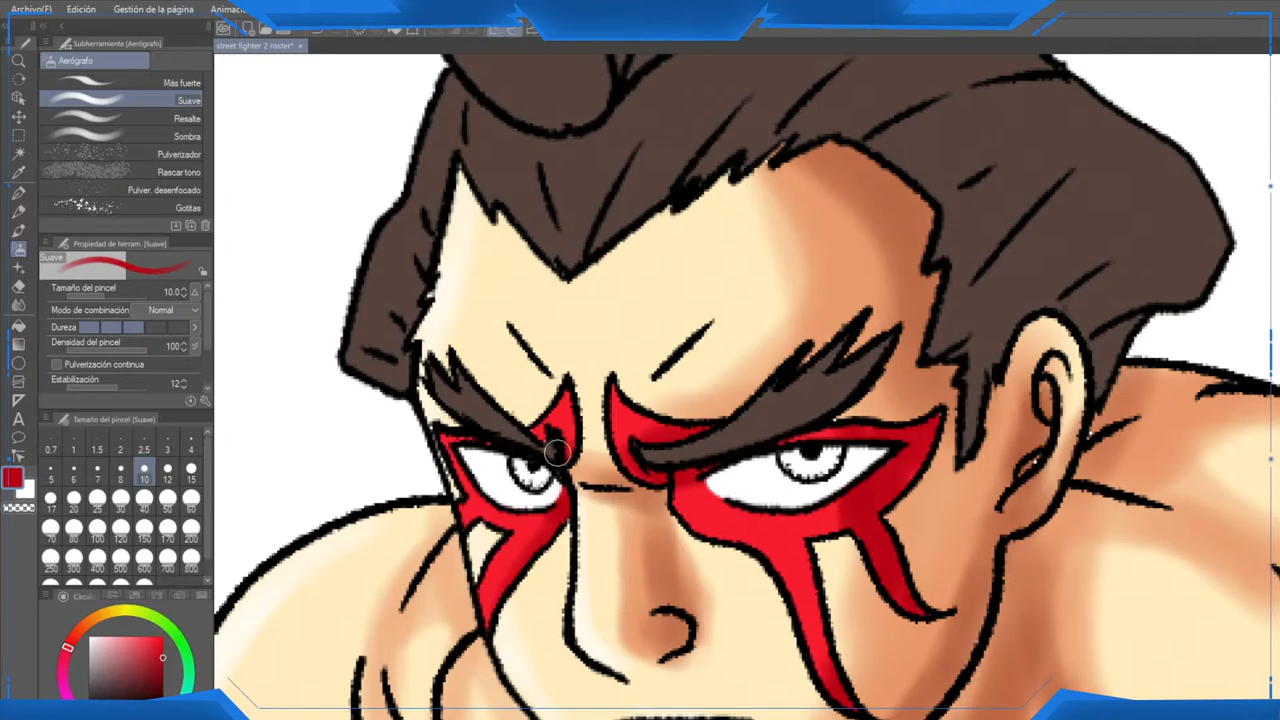 Archivo(F) Edición Gestión de la página Animación
Subherramienta (Aerógrafo)
street fighter 2 roster*
Aerógrafo
Más fuerte
Suave
Resalte
Sombra
Pulverizador
Rascar tono
Pulver. desenfocado
Gotitas
Propiedad de herram. [Suave]
Suave
Tamaño del pincel 10.0
Modo de combinación Normal
Dureza
Densidad del pincel 100
Pulverización continua
Estabilización 12
Tamaño del pincel [Suave]
0.7 1 1.5 2 2.5 3 4
5 6 7 8 10 12 15
17 20 25 30 40 50 60
70 80 100 120 150 170 200
250 300 400 500 600 700 800
Círculo